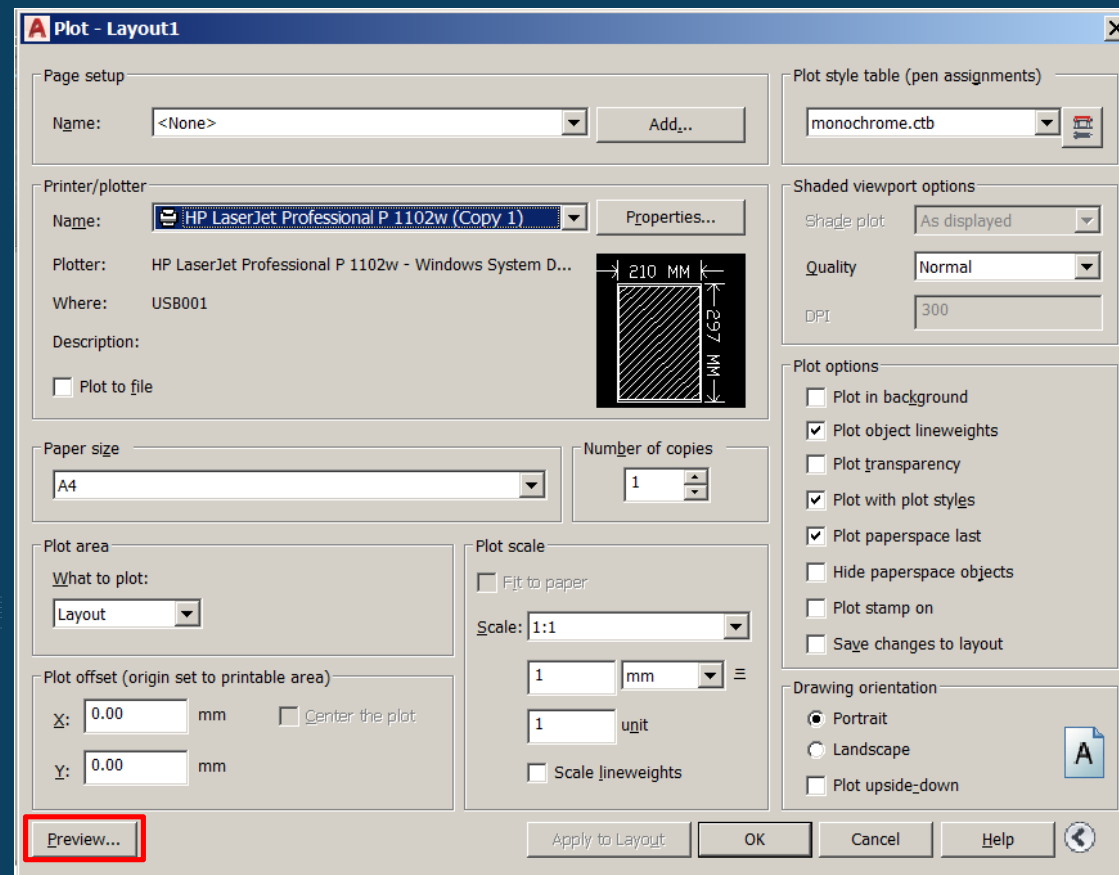 Plot - Layout1
Page setup
Name:
<None>
Add...
Plot style table (pen assignments)
monochrome.ctb
Printer/plotter
Name:
HP LaserJet Professional P 1102w (Copy 1)
Properties...
Plotter:
HP LaserJet Professional P 1102w - Windows System D...
Where:
USB001
Description:
Plot to file
210 MM
297 MM
Shaded viewport options
Shade plot
As displayed
Quality
Normal
DPI
300
Paper size
A4
Number of copies
1
Plot options
Plot in background
Plot object lineweights
Plot transparency
Plot with plot styles
Plot paperspace last
Hide paperspace objects
Plot stamp on
Save changes to layout
Plot area
What to plot:
Layout
Plot scale
Fit to paper
Scale:
1:1
1
mm
=
1
unit
Scale lineweights
Plot offset (origin set to printable area)
X:
0.00
mm
Center the plot
Y:
0.00
mm
Drawing orientation
Portrait
Landscape
Plot upside-down
A
Preview...
Apply to Layout
OK
Cancel
Help